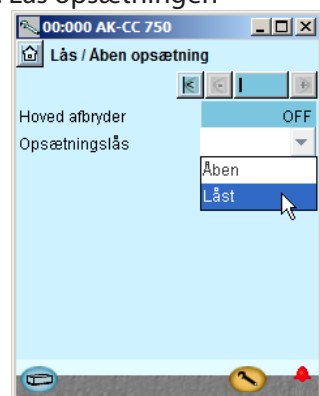 Lås opsætningen
00:000 AK-CC 750
Lås / Åben opsætning
Hoved afbryder OFF
Opsætningslås
Åben
Låst